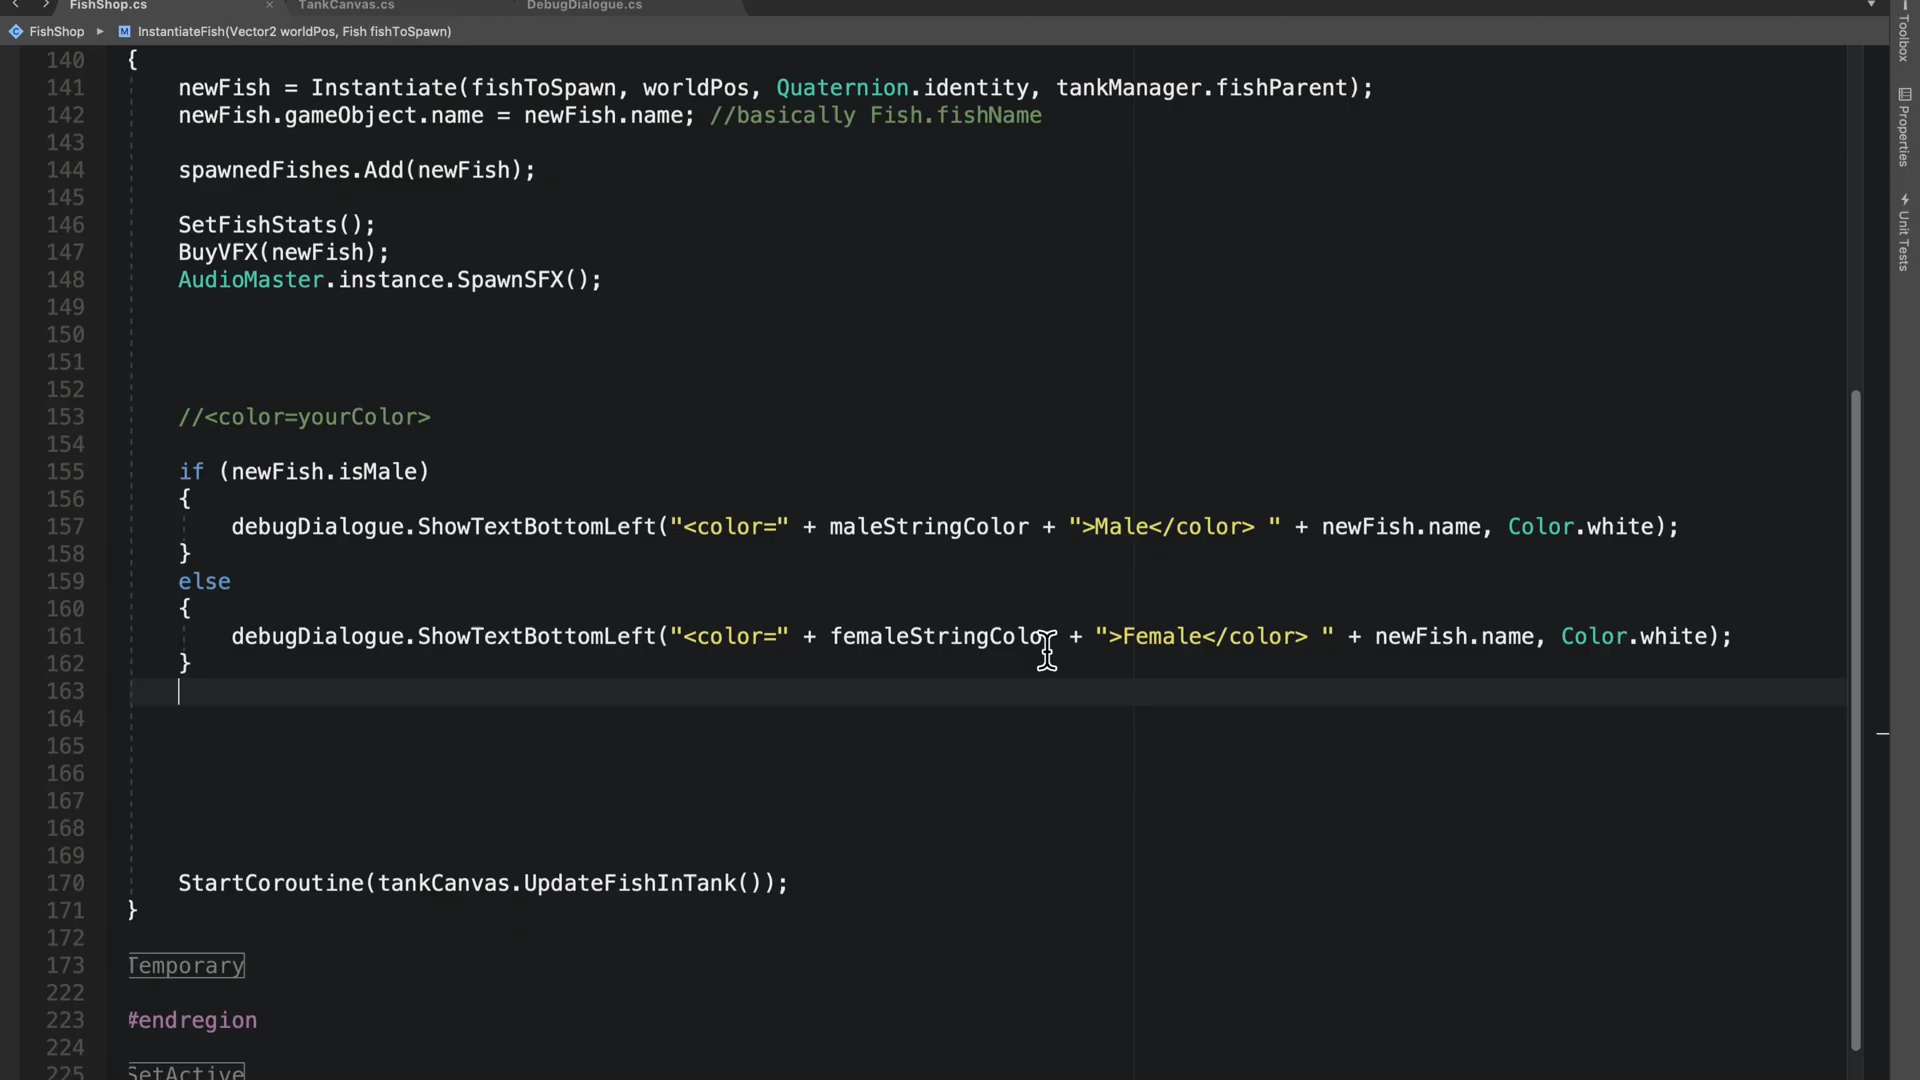 FishShop.cs × TankCanvas.cs DebugDialogue.cs
FishShop ▸ M InstantiateFish(Vector2 worldPos, Fish fishToSpawn)
140 {
141 newFish = Instantiate(fishToSpawn, worldPos, Quaternion.identity, tankManager.fishParent);
142 newFish.gameObject.name = newFish.name; //basically Fish.fishName
143
144 spawnedFishes.Add(newFish);
145
146 SetFishStats();
147 BuyVFX(newFish);
148 AudioMaster.instance.SpawnSFX();
149
150
151
152
153 //<color=yourColor>
154
155 if (newFish.isMale)
156 {
157 debugDialogue.ShowTextBottomLeft("<color=" + maleStringColor + ">Male</color> " + newFish.name, Color.white);
158 }
159 else
160 {
161 debugDialogue.ShowTextBottomLeft("<color=" + femaleStringColor + ">Female</color> " + newFish.name, Color.white);
162 }
163
164
165
166
167
168
169
170 StartCoroutine(tankCanvas.UpdateFishInTank());
171 }
172
173 Temporary
222
223 #endregion
224
225 SetActive
Toolbox
Properties
Unit Tests